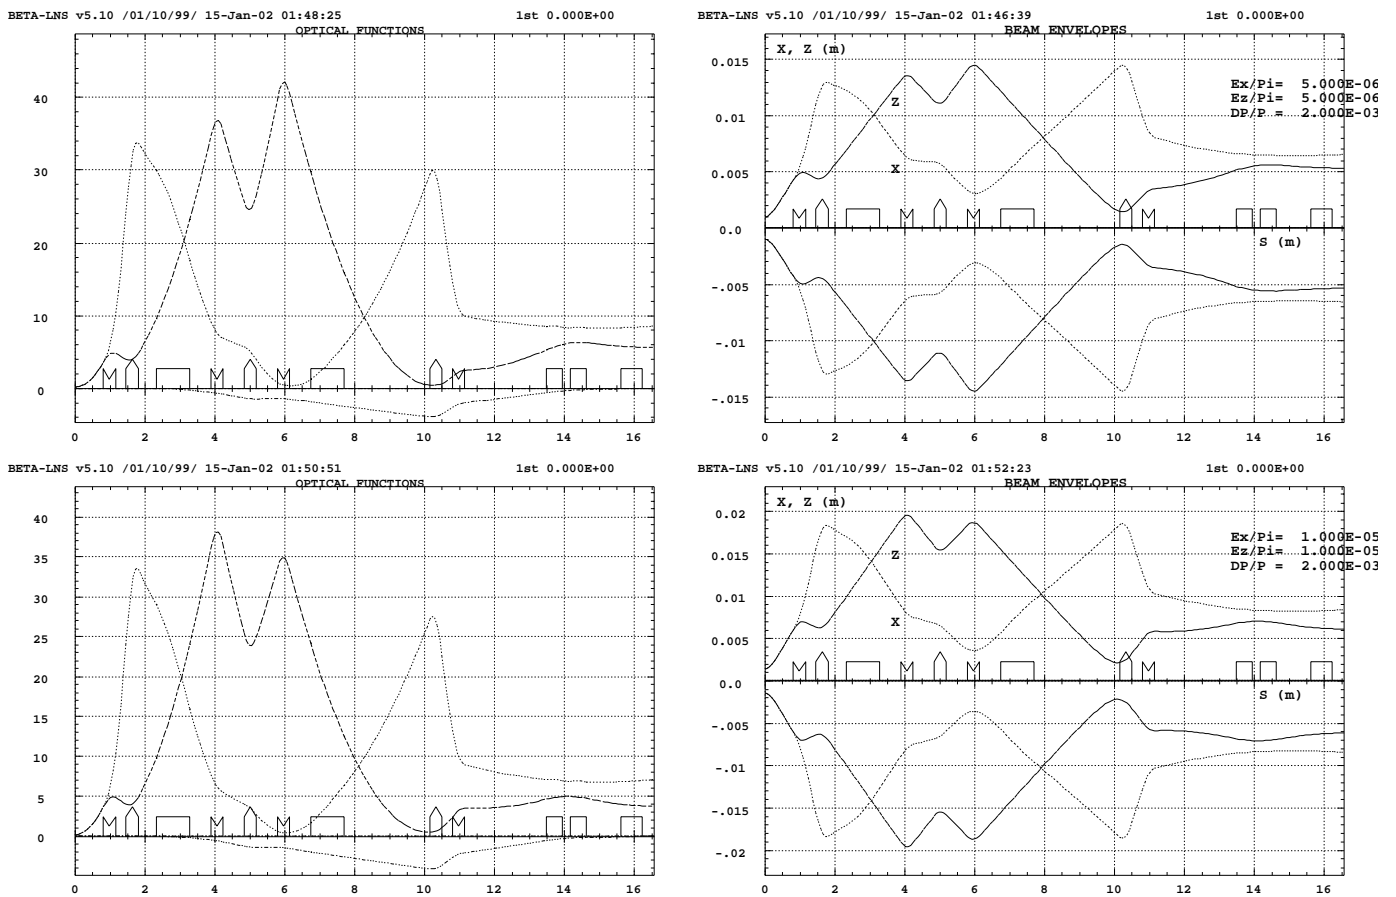 BETA-LNS v5.10 /01/10/99/ 15-Jan-02 01:48:25 1st 0.000E+00
OPTICAL FUNCTIONS
40
30
20
10
0
0 2 4 6 8 10 12 14 16
BETA-LNS v5.10 /01/10/99/ 15-Jan-02 01:46:39 1st 0.000E+00
BEAM ENVELOPES
X, Z (m)
0.015
Ex/Pi= 5.000E-06
Ez/Pi= 5.000E-06
DP/P = 2.000E-03
Z
0.01
X
0.005
0.0
S (m)
-.005
-.01
-.015
0 2 4 6 8 10 12 14 16
BETA-LNS v5.10 /01/10/99/ 15-Jan-02 01:50:51 1st 0.000E+00
OPTICAL FUNCTIONS
40
35
30
25
20
15
10
5
0
0 2 4 6 8 10 12 14 16
BETA-LNS v5.10 /01/10/99/ 15-Jan-02 01:52:23 1st 0.000E+00
BEAM ENVELOPES
X, Z (m)
0.02
Ex/Pi= 1.000E-05
Ez/Pi= 1.000E-05
DP/P = 2.000E-03
0.015
Z
0.01
X
0.005
0.0
S (m)
-.005
-.01
-.015
-.02
0 2 4 6 8 10 12 14 16